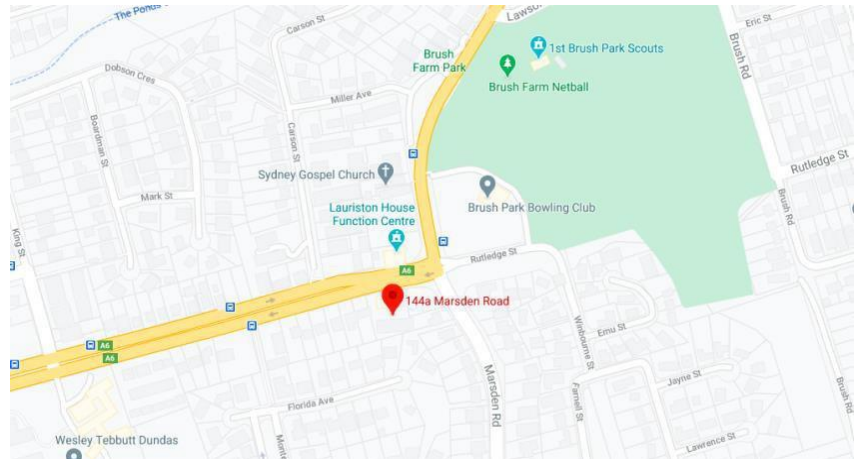 The Ponds
Carson St
Lawson
Eric St
Brush
Farm Park
1st Brush Park Scouts
Brush Rd
Dobson Cres
Brush Farm Netball
Miller Ave
Boardman St
Carson St
Rutledge St
Sydney Gospel Church
Mark St
Brush Park Bowling Club
Lauriston House
Function Centre
Brush Rd
King St
Rutledge St
A6
144a Marsden Road
Winbourne St
Emu St
A6
A6
Marsden Rd
Jayne St
Farnell St
Brush Rd
Florida Ave
Lawrence St
Wesley Tebbutt Dundas